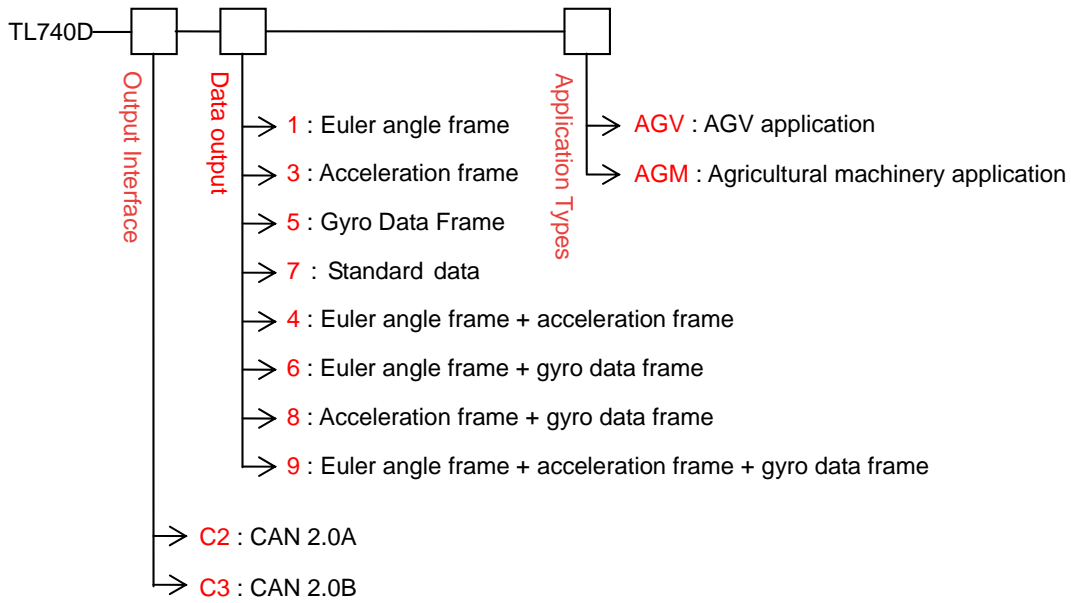 TL740D
Output Interface
Data output
Application Types
1 : Euler angle frame
3 : Acceleration frame
5 : Gyro Data Frame
7 : Standard data
4 : Euler angle frame + acceleration frame
6 : Euler angle frame + gyro data frame
8 : Acceleration frame + gyro data frame
9 : Euler angle frame + acceleration frame + gyro data frame
AGV : AGV application
AGM : Agricultural machinery application
C2 : CAN 2.0A
C3 : CAN 2.0B